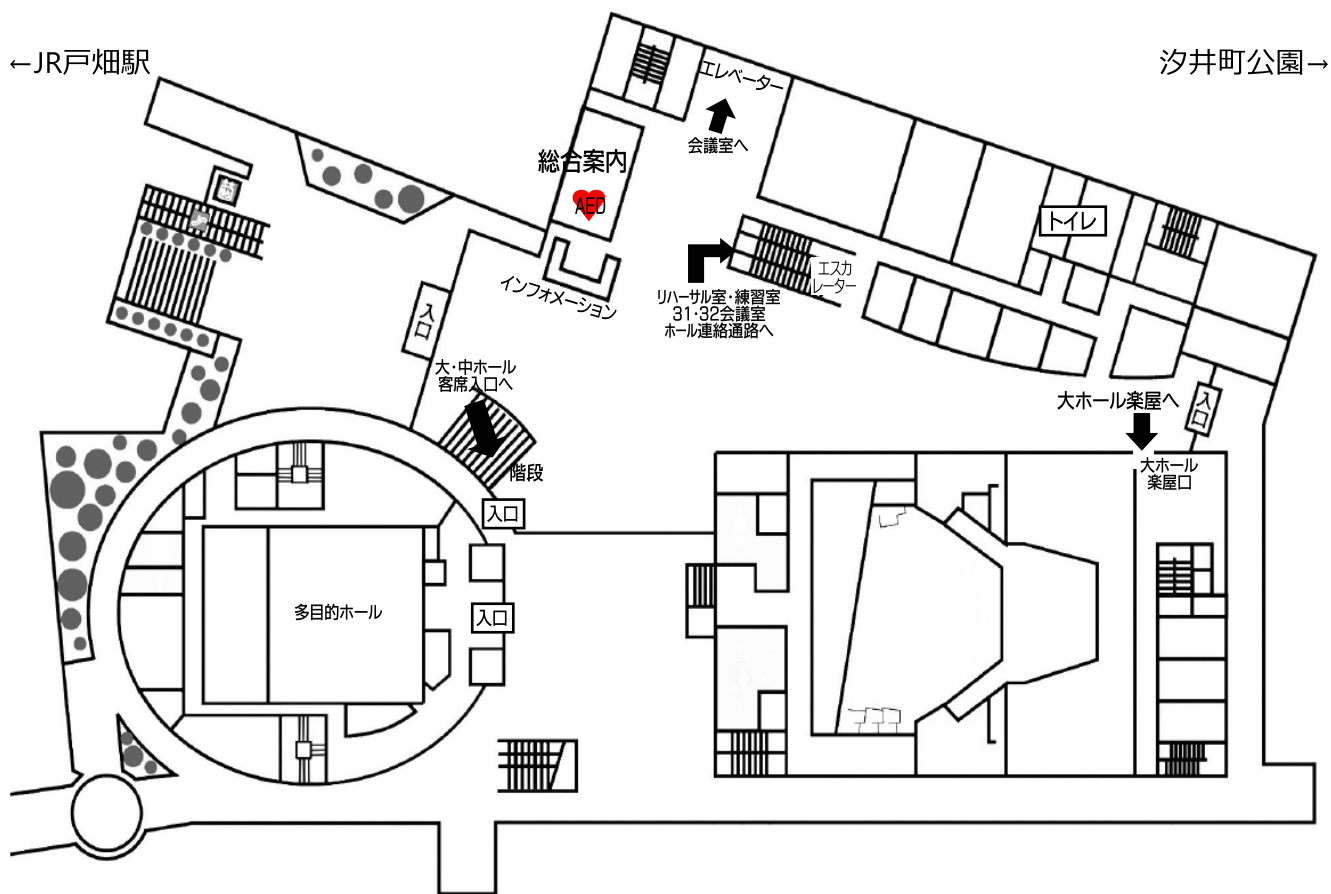 ←JR戸畑駅
汐井町公園→
エレベーター
会議室へ
総合案内
AED
トイレ
インフォメーション
エスカ
レーター
リハーサル室・練習室
31・32会議室
ホール連絡通路へ
入口
大・中ホール
客席入口へ
階段
大ホール楽屋へ
入口
大ホール
楽屋口
入口
多目的ホール
入口